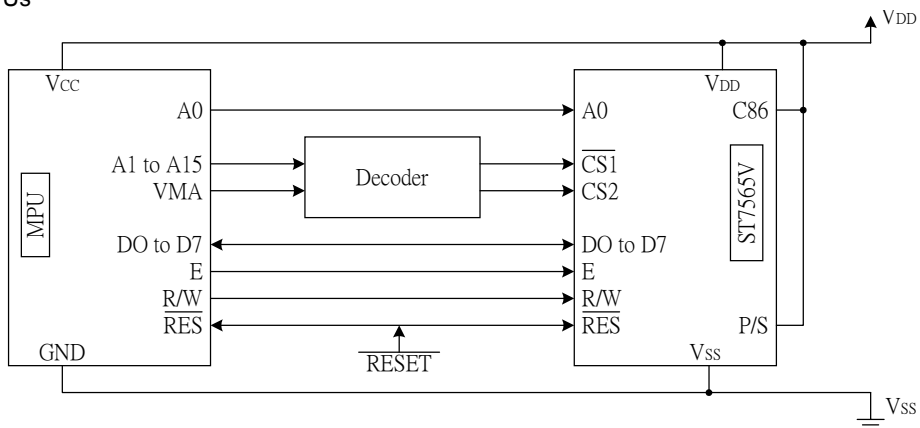 Us
VDD
VCC
A0
A1 to A15
VMA
DO to D7
E
R/W
RES
GND
MPU
Decoder
RESET
VDD
A0
C86
CS1
CS2
DO to D7
E
R/W
RES
P/S
VSS
ST7565V
VSS